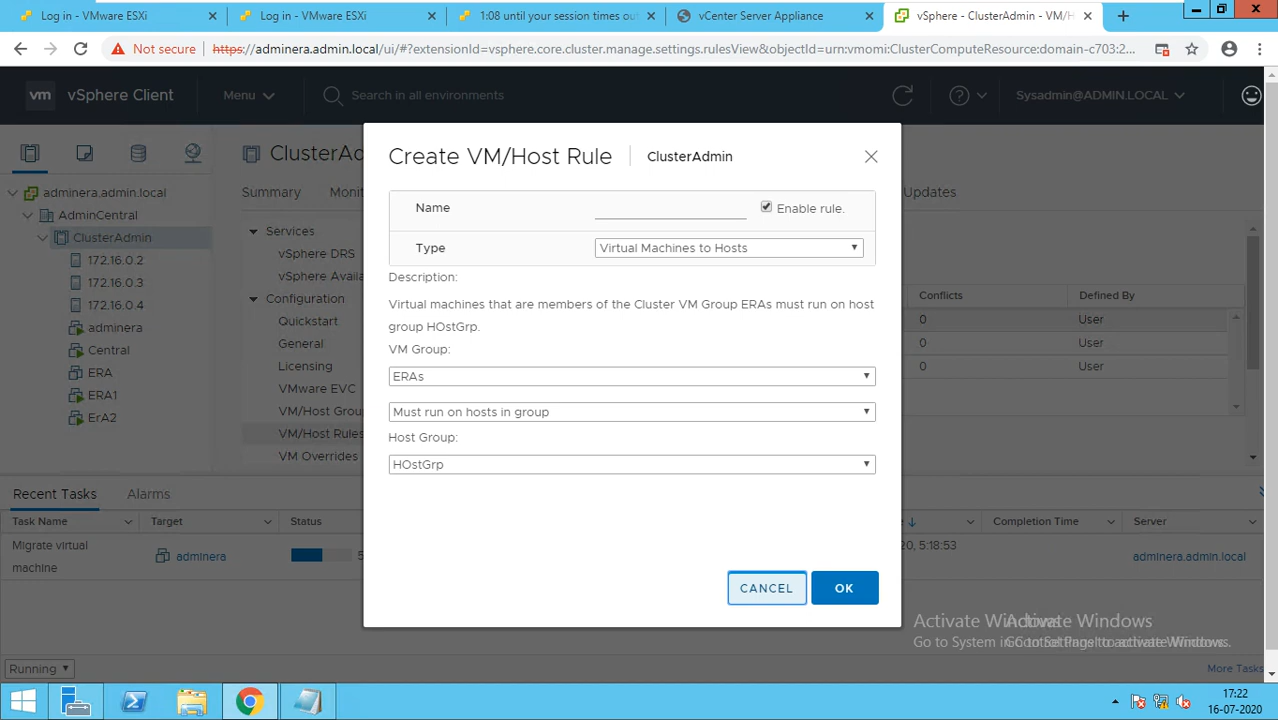 Log in - VMware ESXi
Log in - VMware ESXi
1:08 until your session times out
vCenter Server Appliance
vSphere - ClusterAdmin - VM/H
Not secure
https://adminera.admin.local/ui/#?extensionId=vsphere.core.cluster.manage.settings.rulesView&objectId=urn:vmomi:ClusterComputeResource:domain-c703:2...
vm vSphere Client
Menu
Search in all environments
Sysadmin@ADMIN.LOCAL
adminera.admin.local
AdminCentral
ClusterAdmin
172.16.0.2
172.16.0.3
172.16.0.4
adminera
Central
ERA
ERA1
ErA2
ClusterAd
Summary
Moni
Updates
Services
vSphere DRS
vSphere Availa
Configuration
Quickstart
General
Licensing
VMware EVC
VM/Host Grou
VM/Host Rules
VM Overrides
Create VM/Host Rule
ClusterAdmin
Name
Enable rule.
Type
Virtual Machines to Hosts
Description:
Virtual machines that are members of the Cluster VM Group ERAs must run on host
group HOstGrp.
VM Group:
ERAs
Must run on hosts in group
Host Group:
HOstGrp
CANCEL
OK
Conflicts
Defined By
0
User
0
User
0
User
Recent Tasks
Alarms
Task Name
Target
Status
Completion Time
Server
Migrate virtual
machine
adminera
5
20, 5:18:53
adminera.admin.local
Activate Windows
Activate Windows
Go to System in Control Panel to activate Windows.
Go to Settings to activate Windows.
Running
More Tasks
17:22
16-07-2020